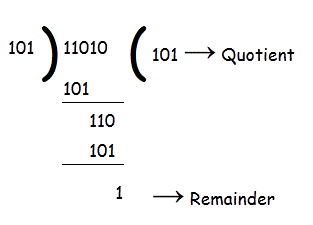 101 ) 11010 ( 101 → Quotient
101
110
101
1 → Remainder